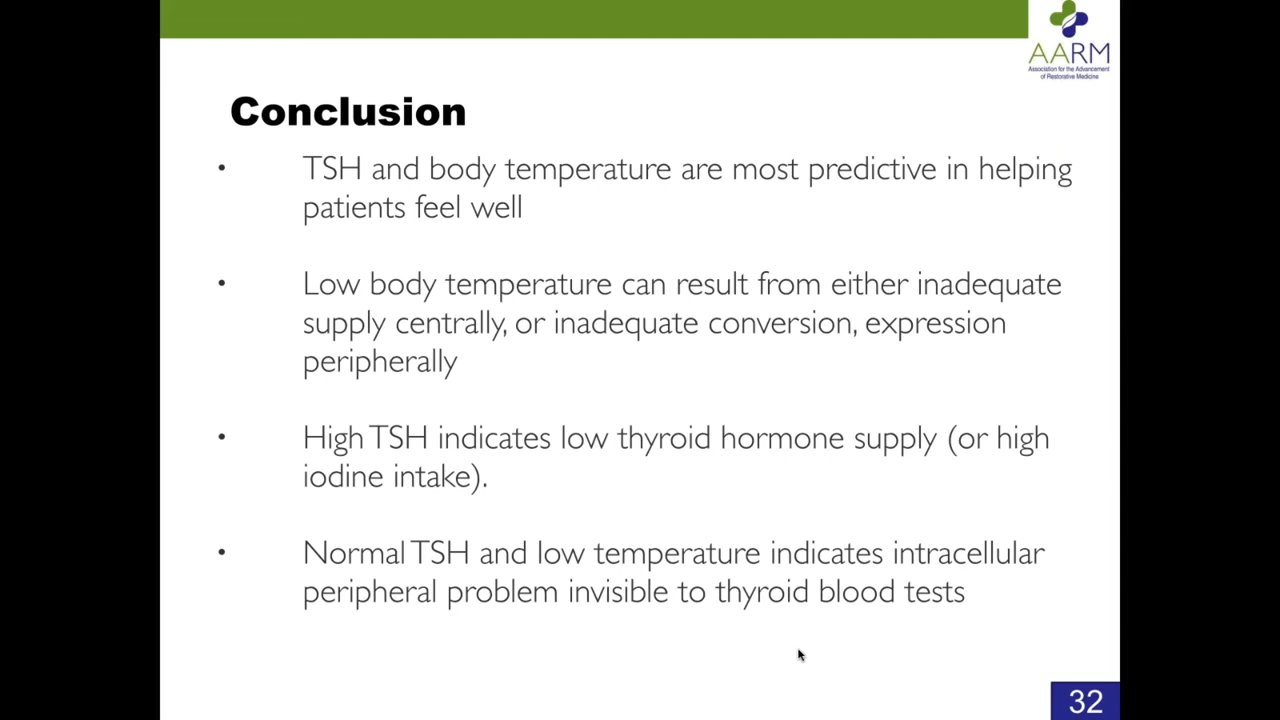 AARM
Association for the Advancement
of Restorative Medicine
Conclusion
• TSH and body temperature are most predictive in helping
patients feel well
• Low body temperature can result from either inadequate
supply centrally, or inadequate conversion, expression
peripherally
• High TSH indicates low thyroid hormone supply (or high
iodine intake).
• Normal TSH and low temperature indicates intracellular
peripheral problem invisible to thyroid blood tests
32